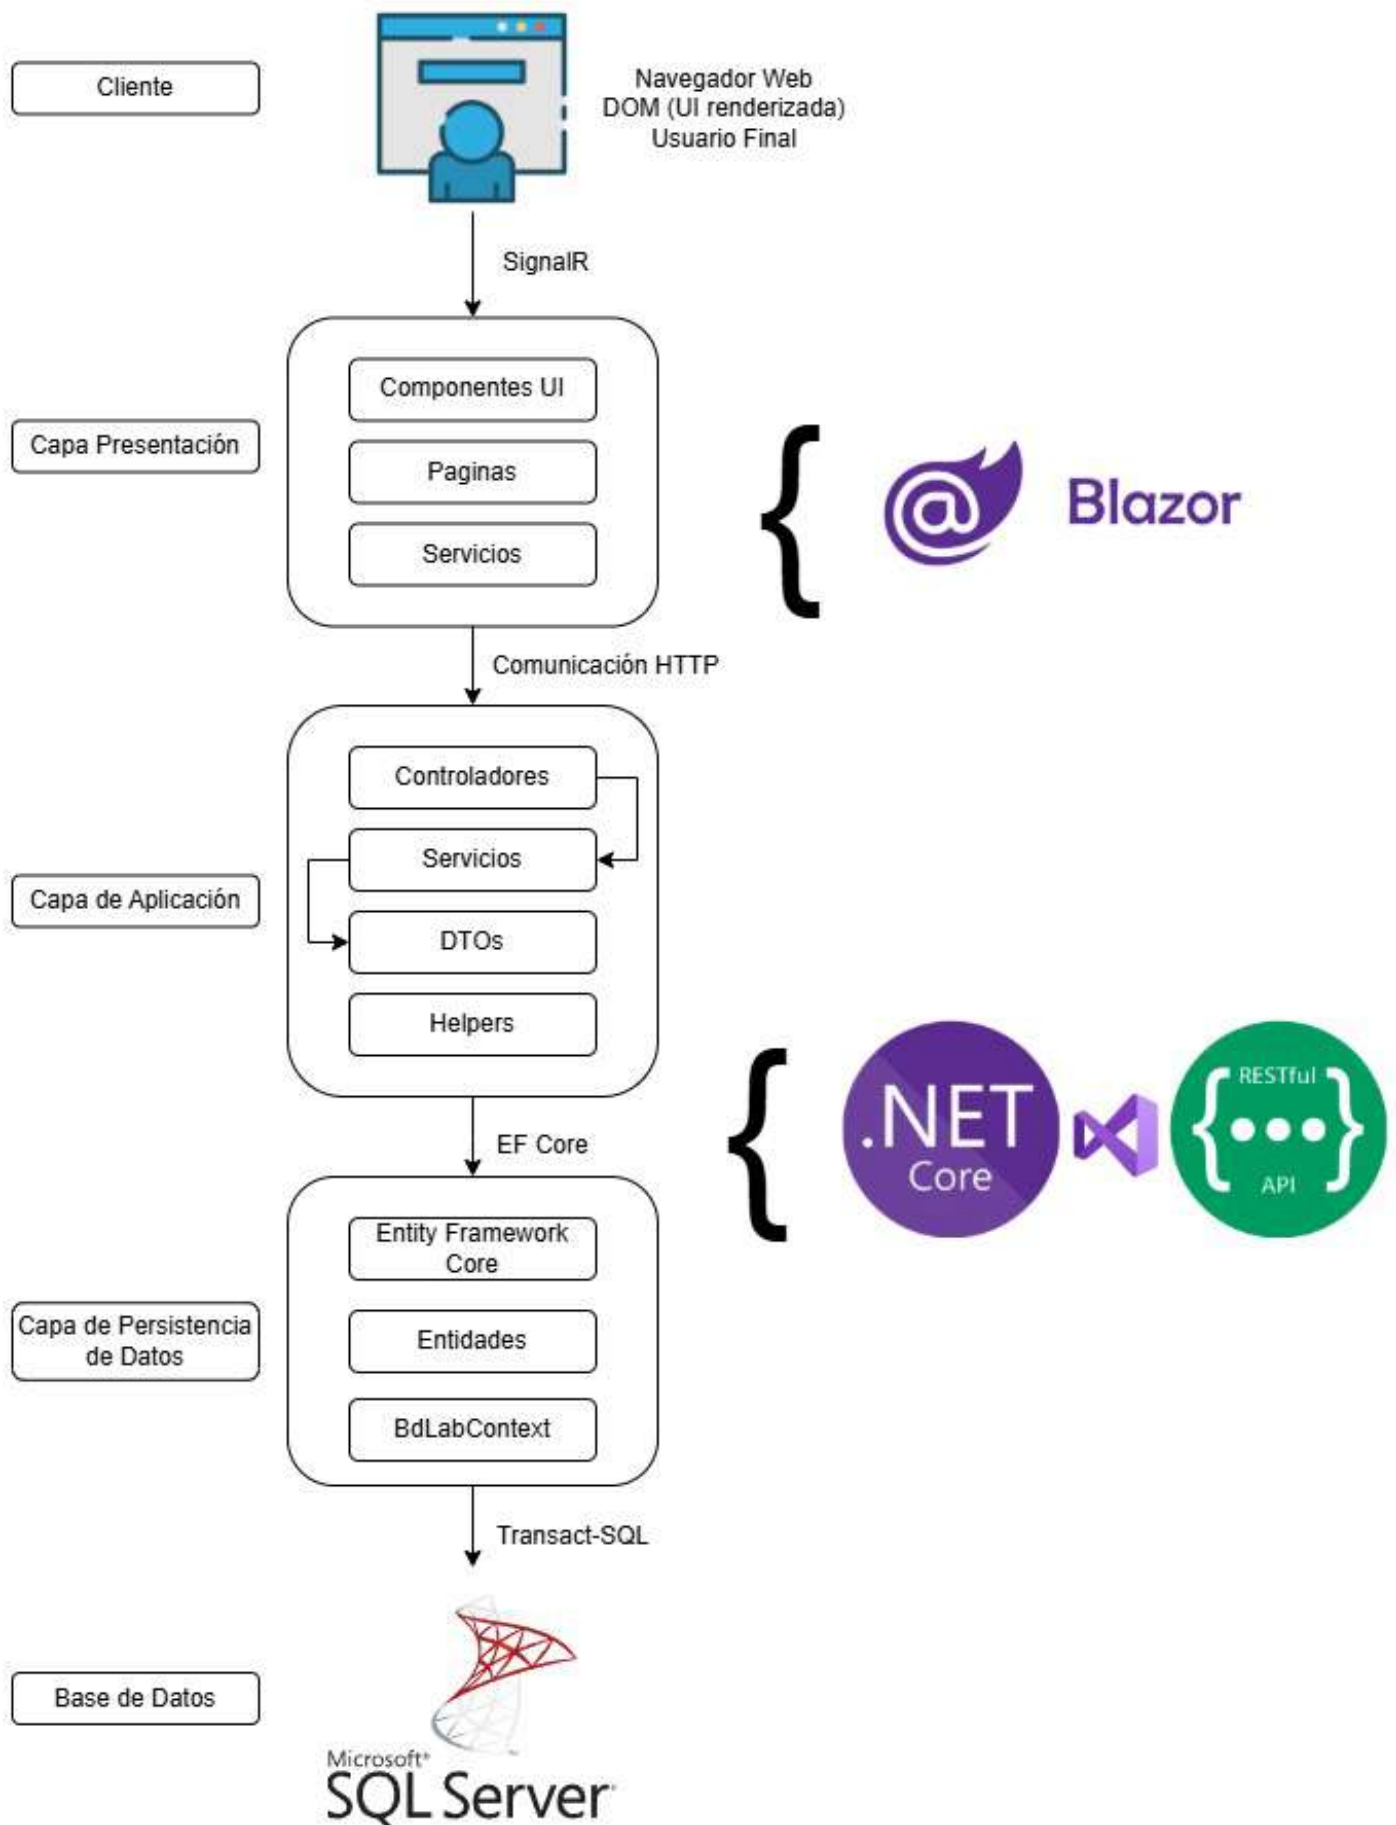 Cliente
Navegador Web
DOM (UI renderizada)
Usuario Final
SignalR
Componentes UI
Capa Presentación
Paginas
Servicios
@ Blazor
Comunicación HTTP
Controladores
Servicios
Capa de Aplicación
DTOs
Helpers
.NET
Core
RESTful
{•••}
API
EF Core
Entity Framework
Core
Capa de Persistencia
de Datos
Entidades
BdLabContext
Transact-SQL
Base de Datos
Microsoft®
SQL Server